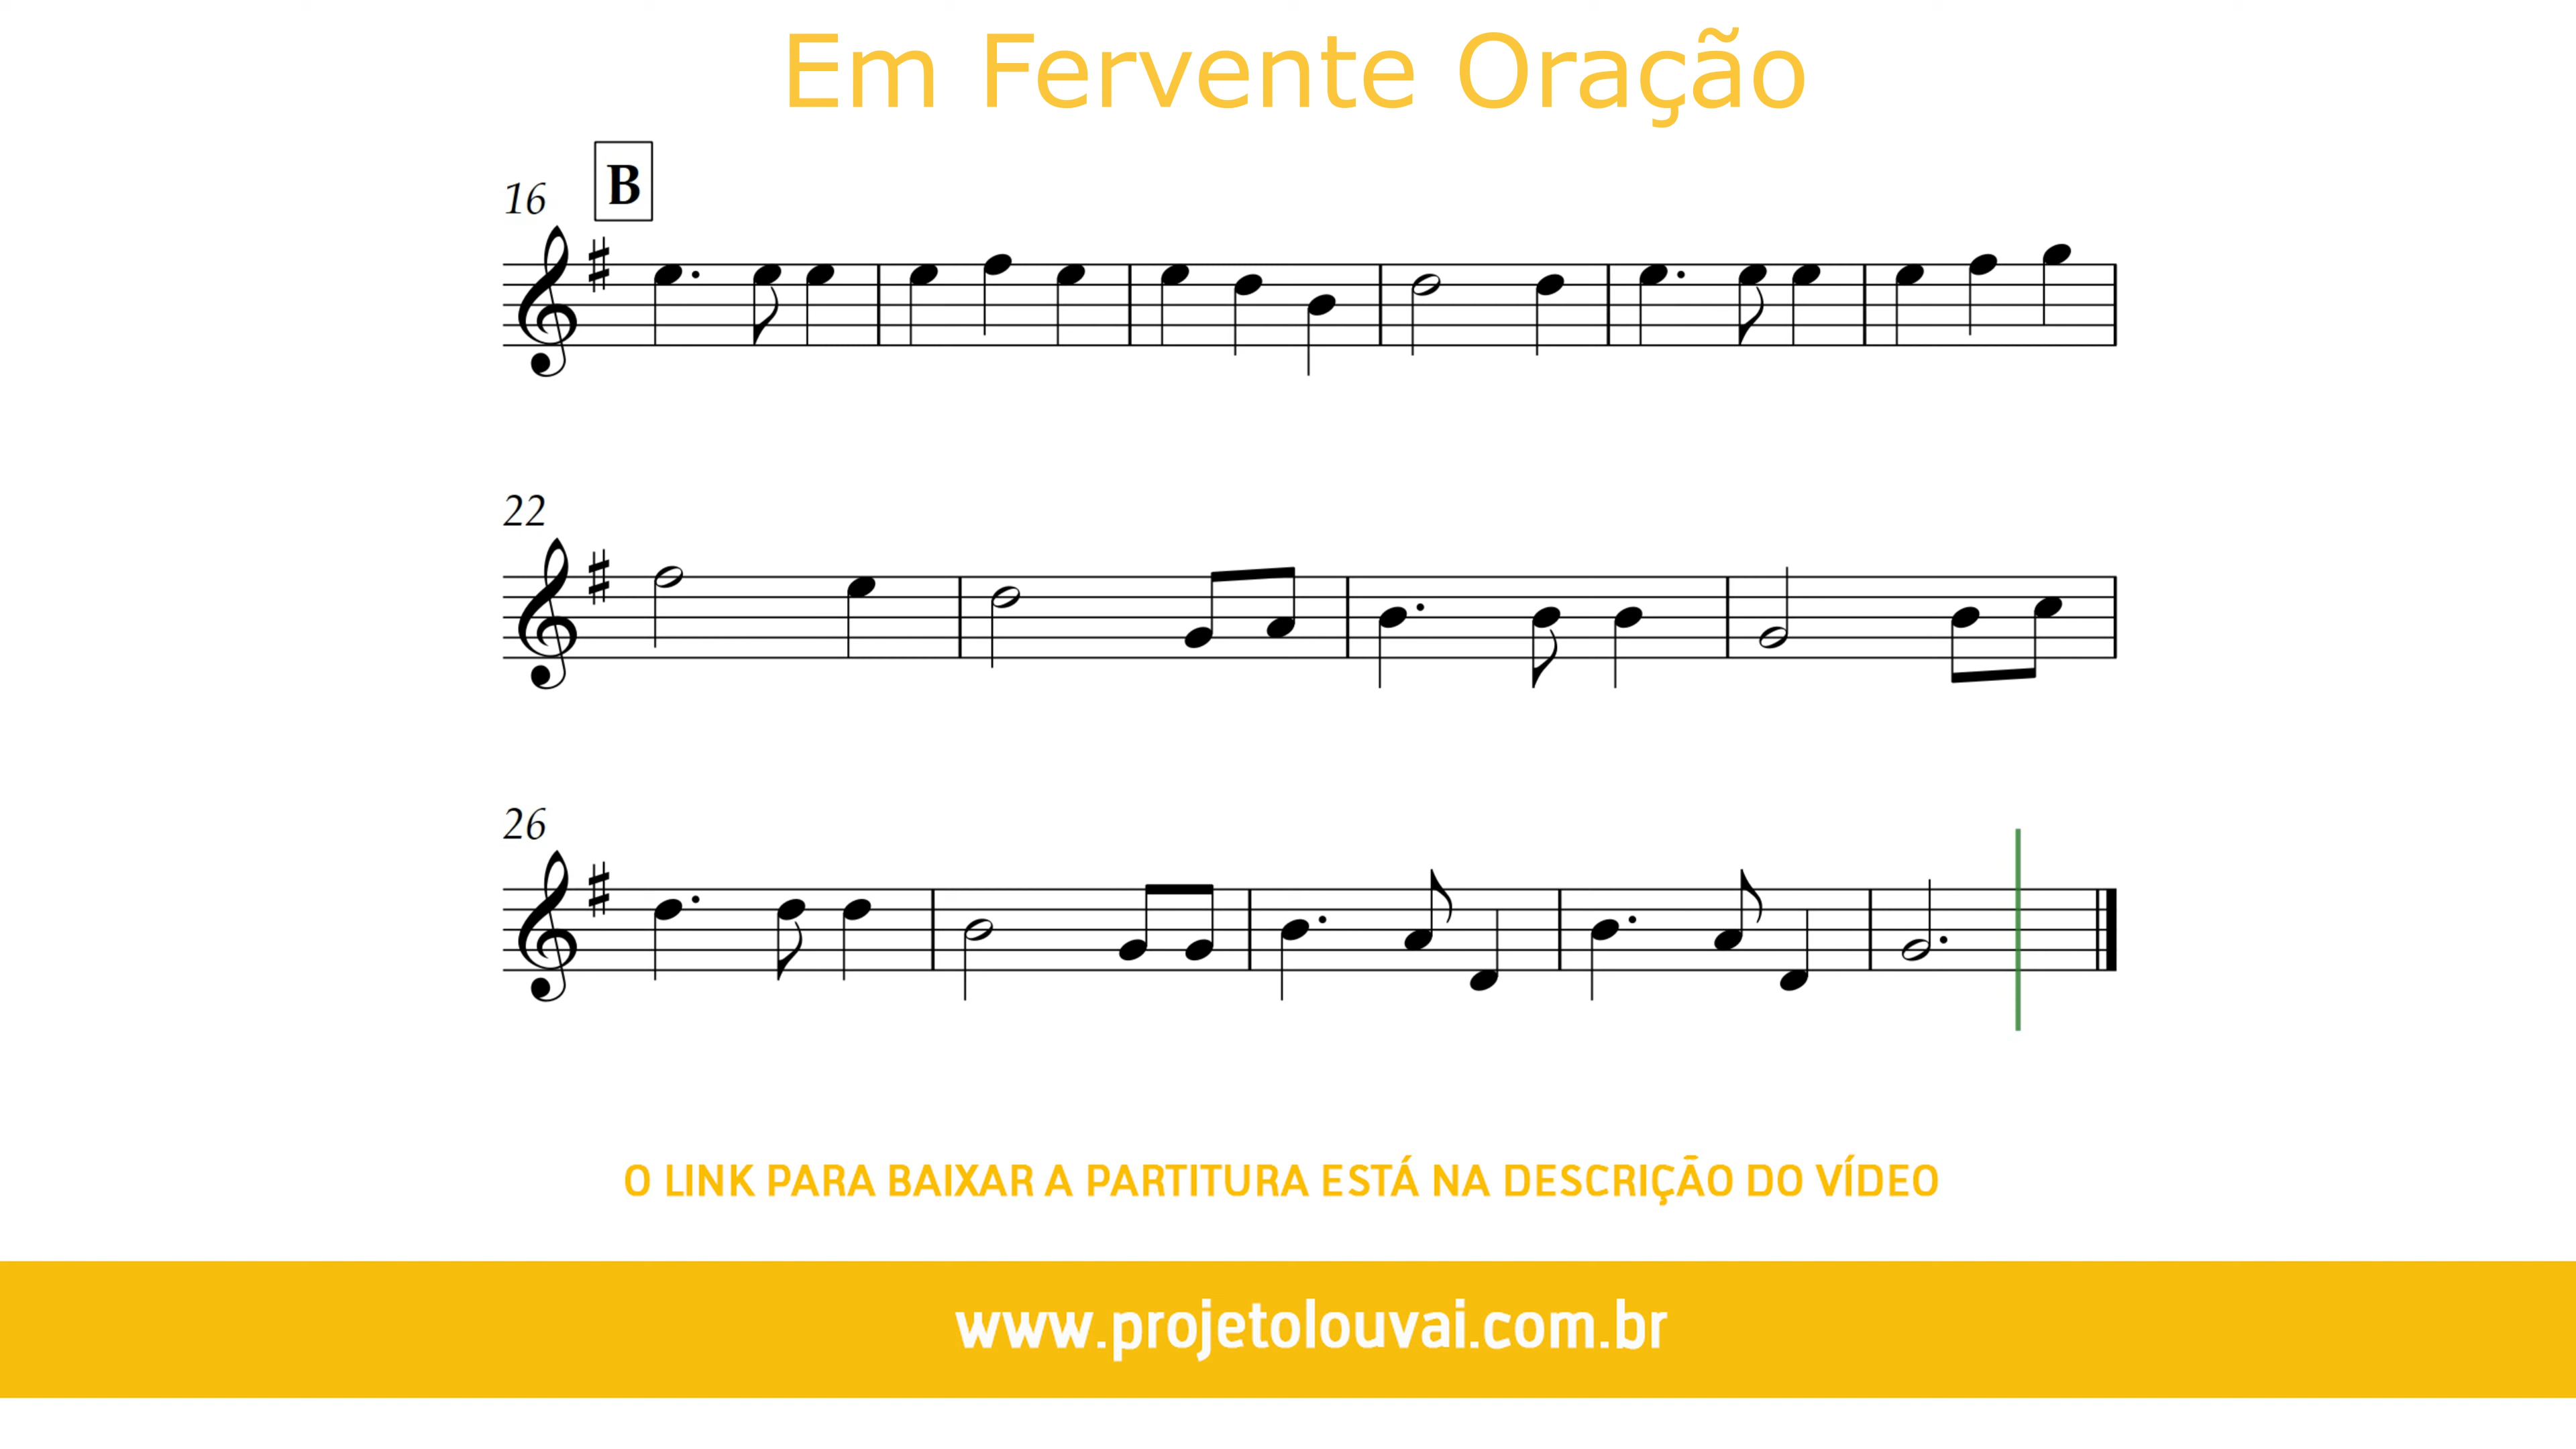 Em Fervente Oração
B
16
22
26
O LINK PARA BAIXAR A PARTITURA ESTÁ NA DESCRIÇÃO DO VÍDEO
www.projetolouvai.com.br